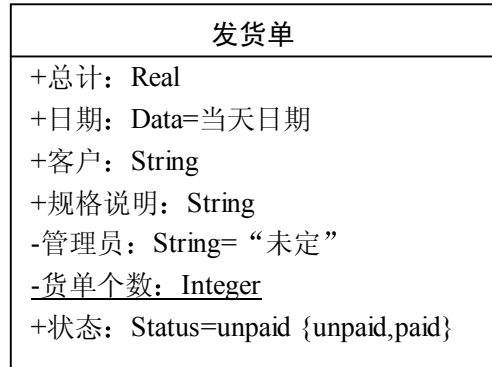 发货单
+总计：Real
+日期：Data=当天日期
+客户：String
+规格说明：String
-管理员：String=“未定”
-货单个数：Integer
+状态：Status=unpaid {unpaid,paid}